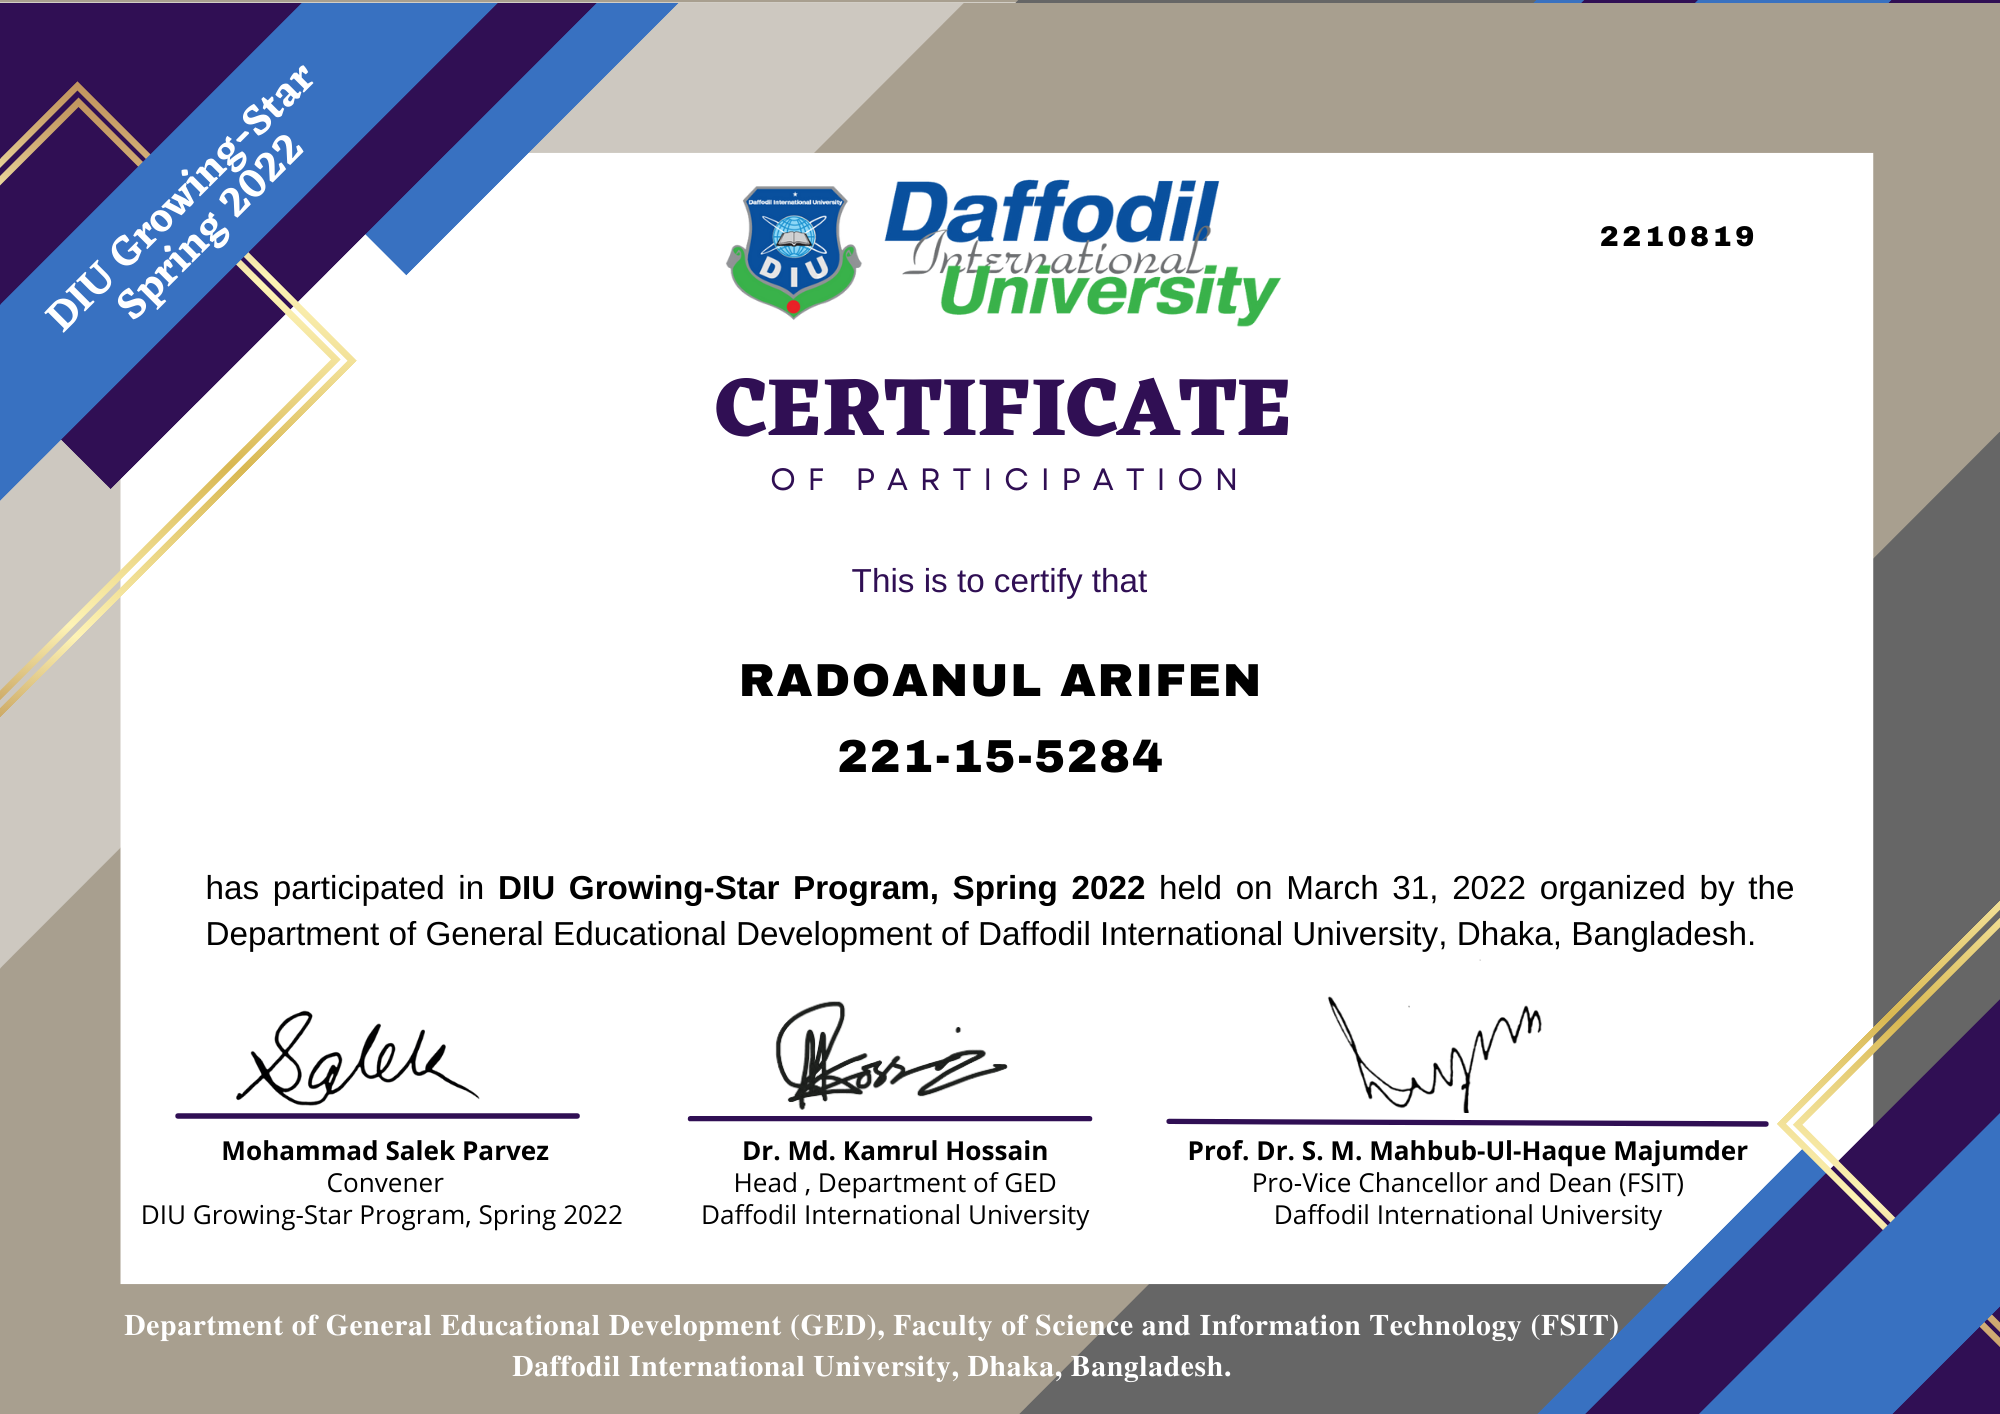 DIU Growing-Star
Spring 2022
Daffodil International University
DIU
Daffodil
International
University
2210819
CERTIFICATE
OF PARTICIPATION
This is to certify that
RADOANUL ARIFEN
221-15-5284
has participated in DIU Growing-Star Program, Spring 2022 held on March 31, 2022 organized by the
Department of General Educational Development of Daffodil International University, Dhaka, Bangladesh.
Salek
Mohammad Salek Parvez
Convener
DIU Growing-Star Program, Spring 2022
Dr. Md. Kamrul Hossain
Head , Department of GED
Daffodil International University
Prof. Dr. S. M. Mahbub-Ul-Haque Majumder
Pro-Vice Chancellor and Dean (FSIT)
Daffodil International University
Department of General Educational Development (GED), Faculty of Science and Information Technology (FSIT)
Daffodil International University, Dhaka, Bangladesh.